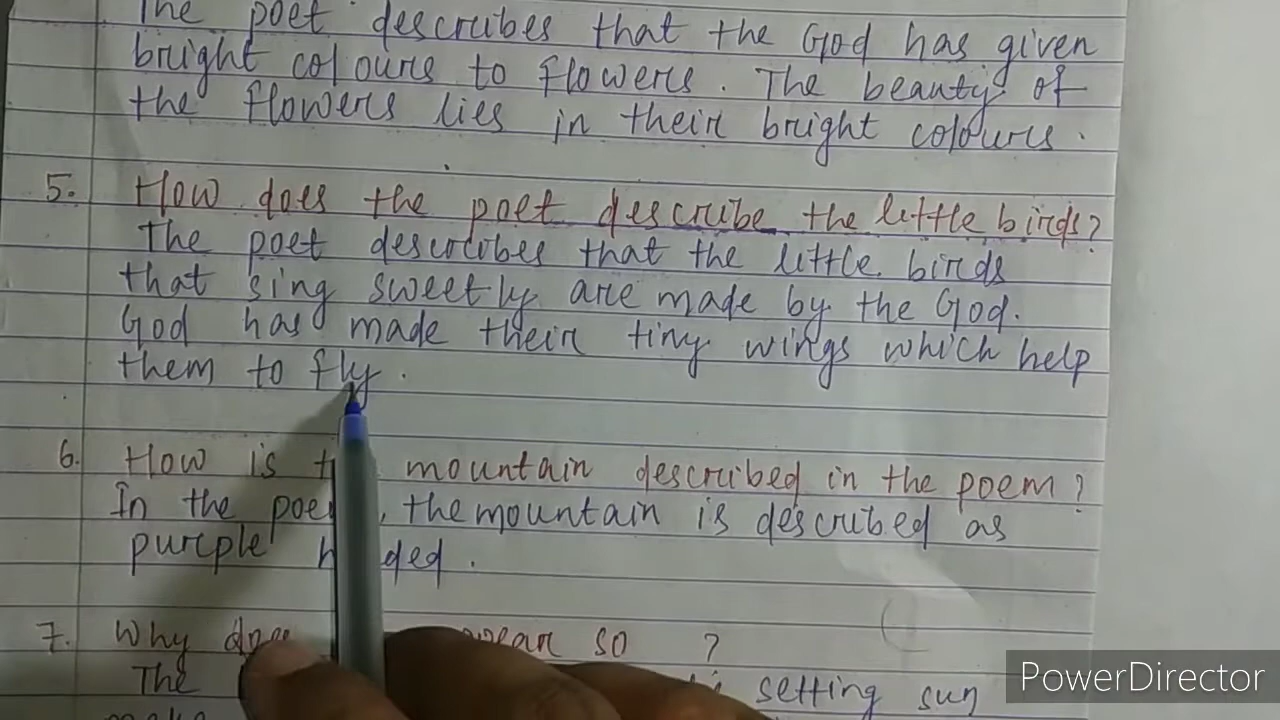 The poet describes that the God has given
bright colours to flowers. The beauty of
the flowers lies in their bright colours.
5. How does the poet describe the little birds?
The poet describes that the little birds
that sing sweetly are made by the God.
God has made their tiny wings which help
them to fly.
6. How is mountain described in the poem?
In the, the mountain is described as
purple
7. Why so ?
The setting sun
PowerDirector